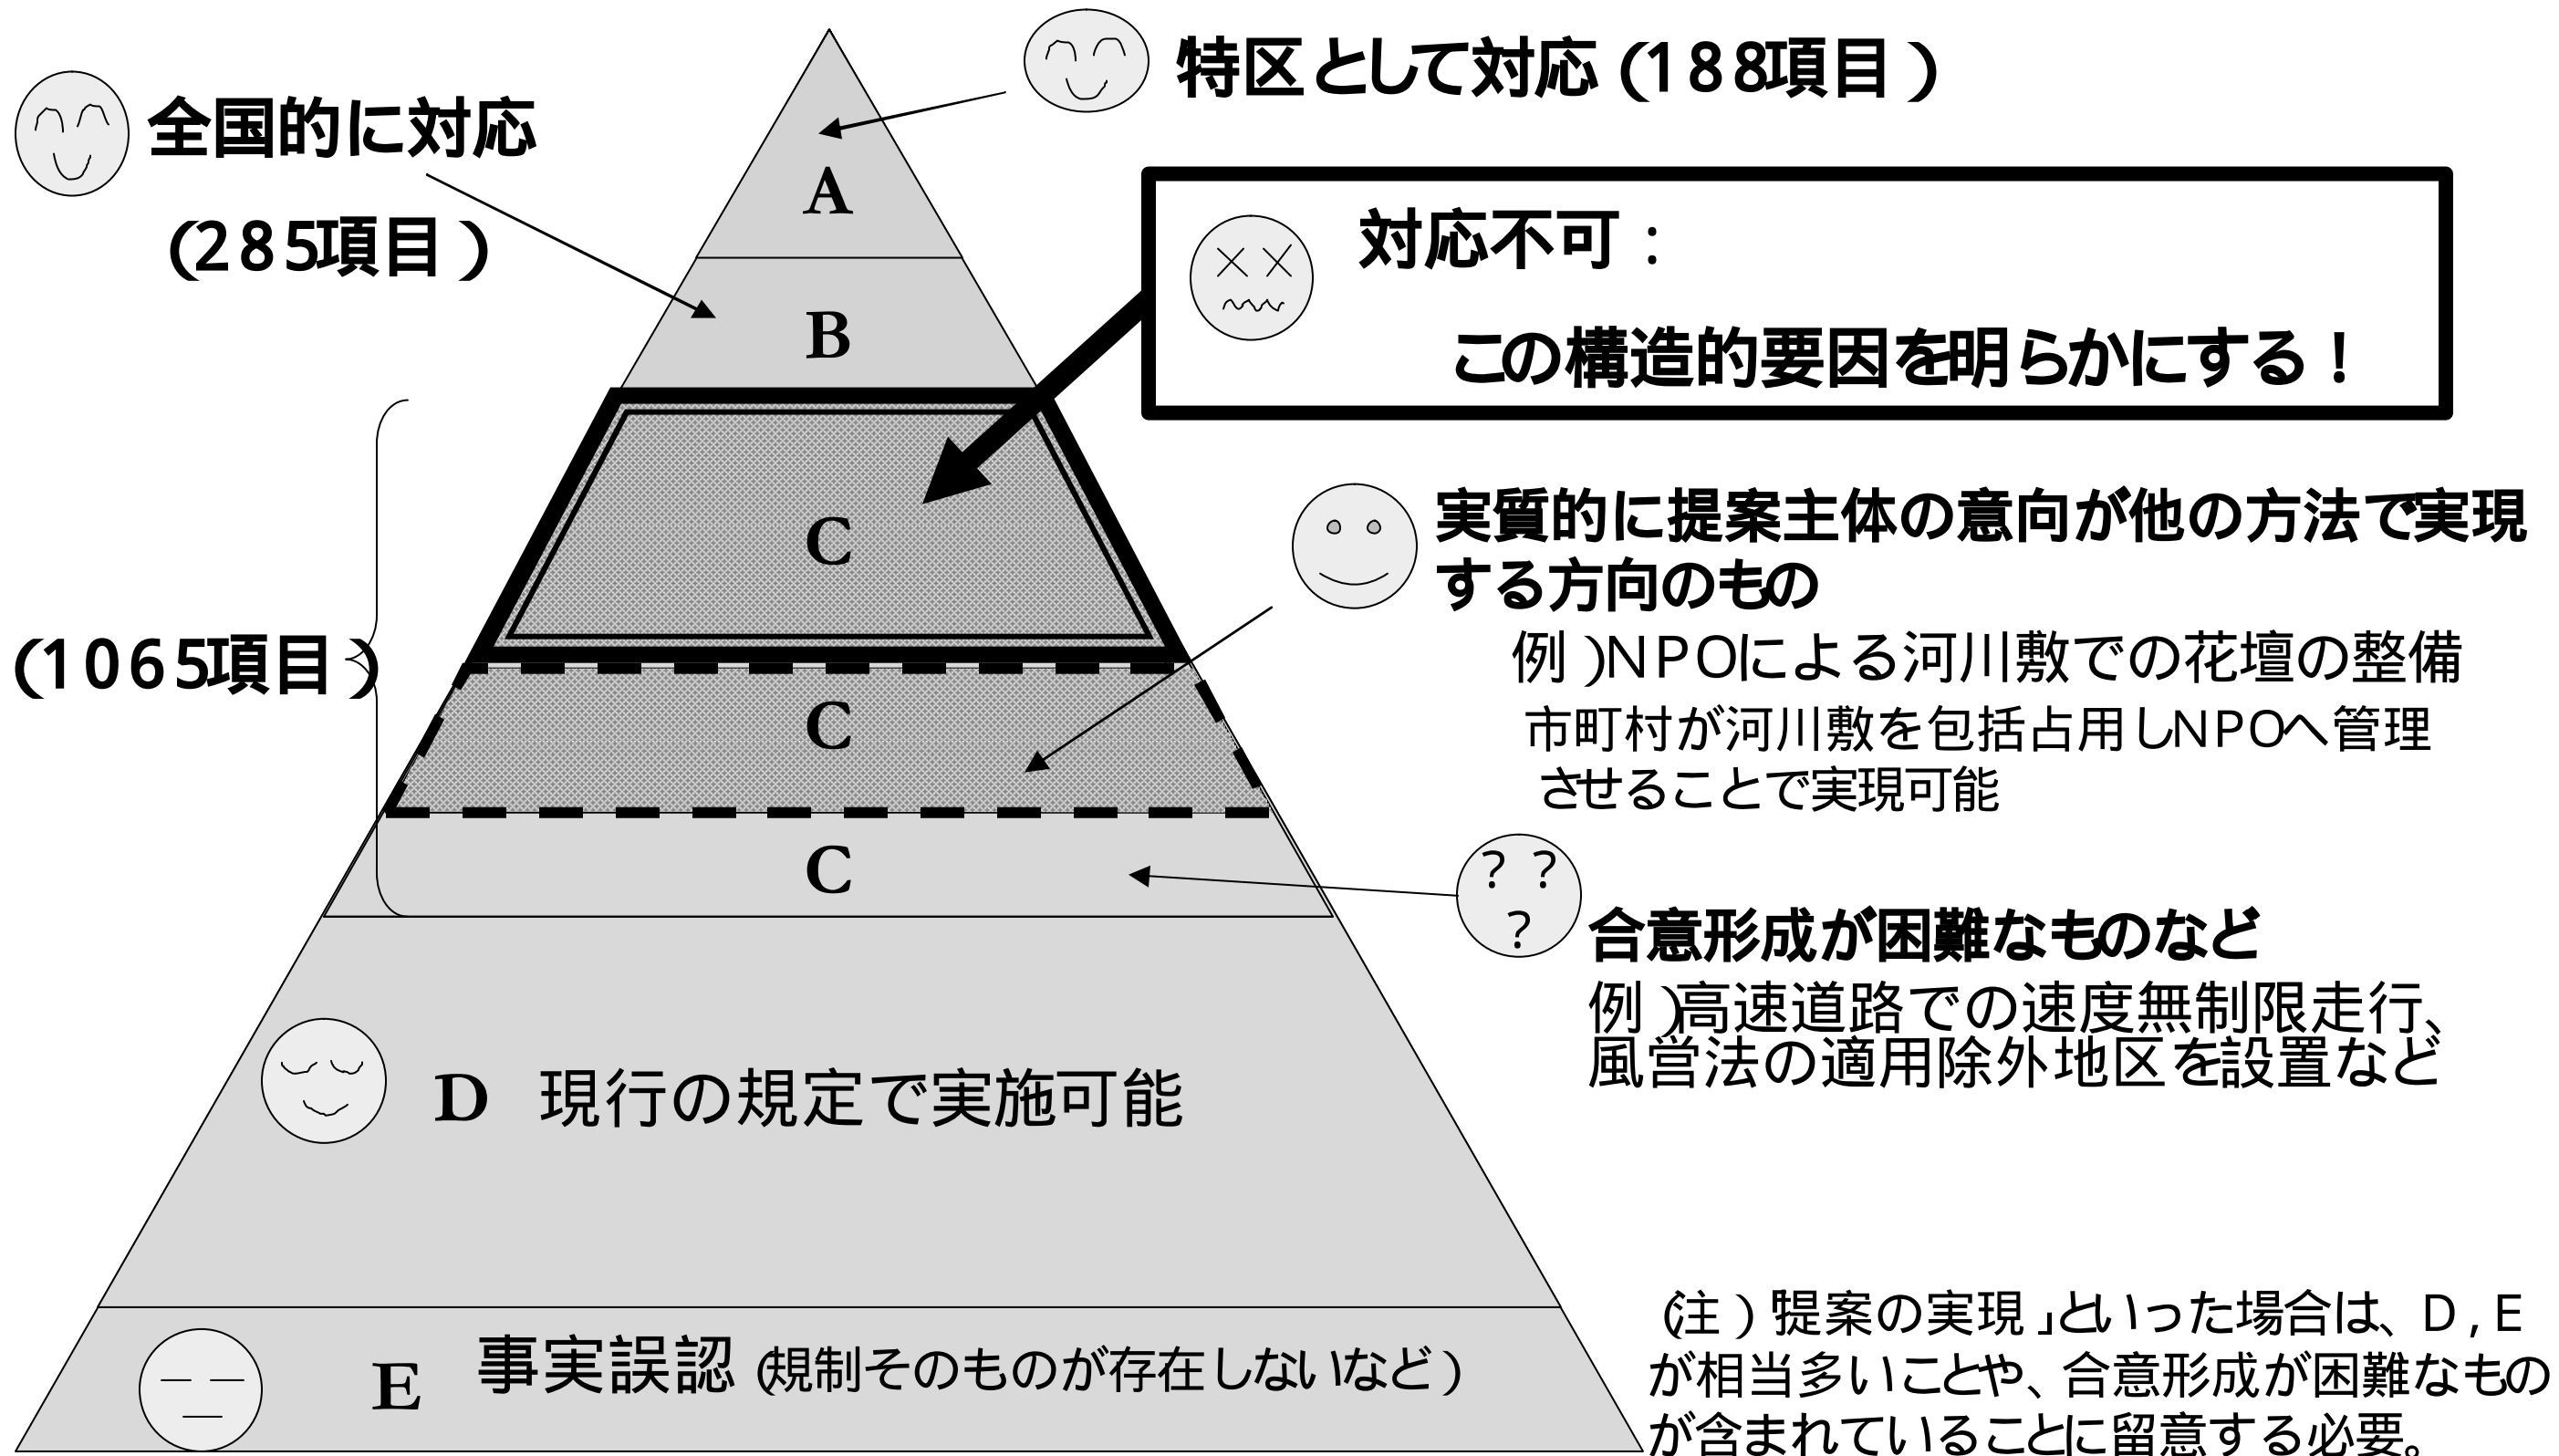 特区として対応(188項目)
全国的に対応
(285項目)
A
対応不可:
この構造的要因を明らかにする!
B
C
実質的に提案主体の意向が他の方法で実現
する方向のもの
例)NPOによる河川敷での花壇の整備
市町村が河川敷を包括占用しNPOへ管理
させることで実現可能
(1065項目)
C
C
? ?
?
合意形成が困難なものなど
例)高速道路での速度無制限走行、
風営法の適用除外地区を設置など
D 現行の規定で実施可能
E 事実誤認(規制そのものが存在しないなど)
(注)「提案の実現」といった場合は、D,E
が相当多いことや、合意形成が困難なもの
が含まれていることに留意する必要。